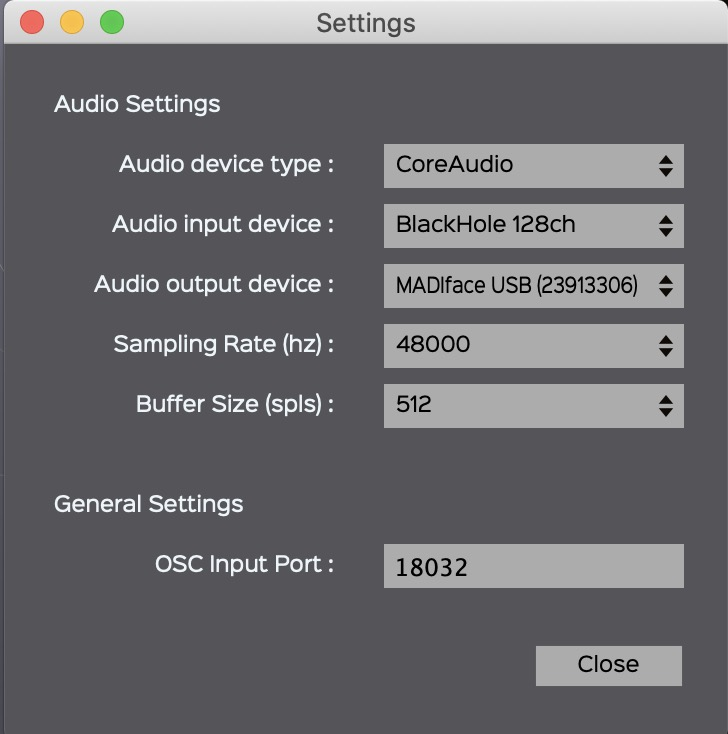 Settings
Audio Settings
Audio device type : CoreAudio
Audio input device : BlackHole 128ch
Audio output device : MADIface USB (23913306)
Sampling Rate (hz) : 48000
Buffer Size (spls) : 512
General Settings
OSC Input Port : 18032
Close